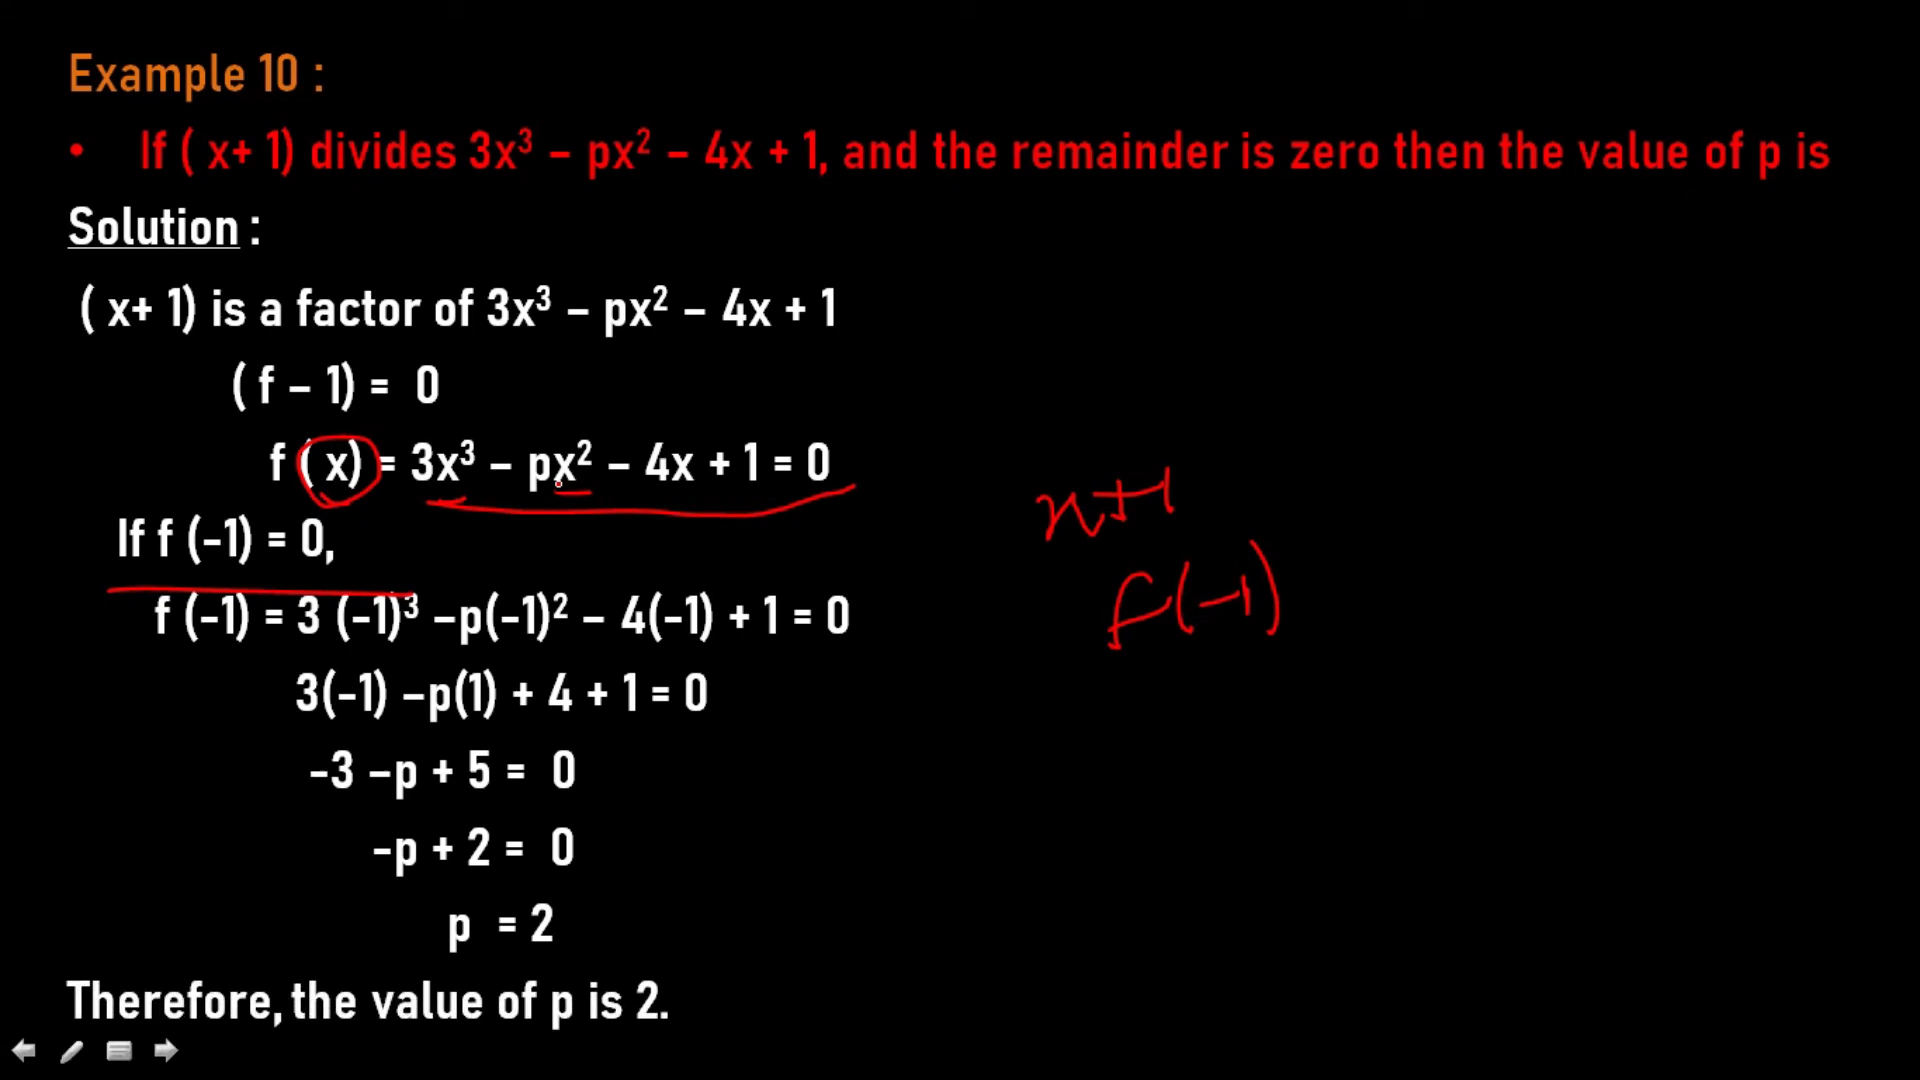 Example 10 :
• If ( x+ 1) divides 3x³ – px² – 4x + 1, and the remainder is zero then the value of p is
Solution :
( x+ 1) is a factor of 3x³ – px² – 4x + 1
( f – 1) = 0
f ( x) = 3x³ – px² – 4x + 1 = 0
x+1
If f (-1) = 0,
f(-1)
f (-1) = 3 (-1)³ –p(-1)² – 4(-1) + 1 = 0
3(-1) –p(1) + 4 + 1 = 0
-3 –p + 5 = 0
-p + 2 = 0
p = 2
Therefore, the value of p is 2.